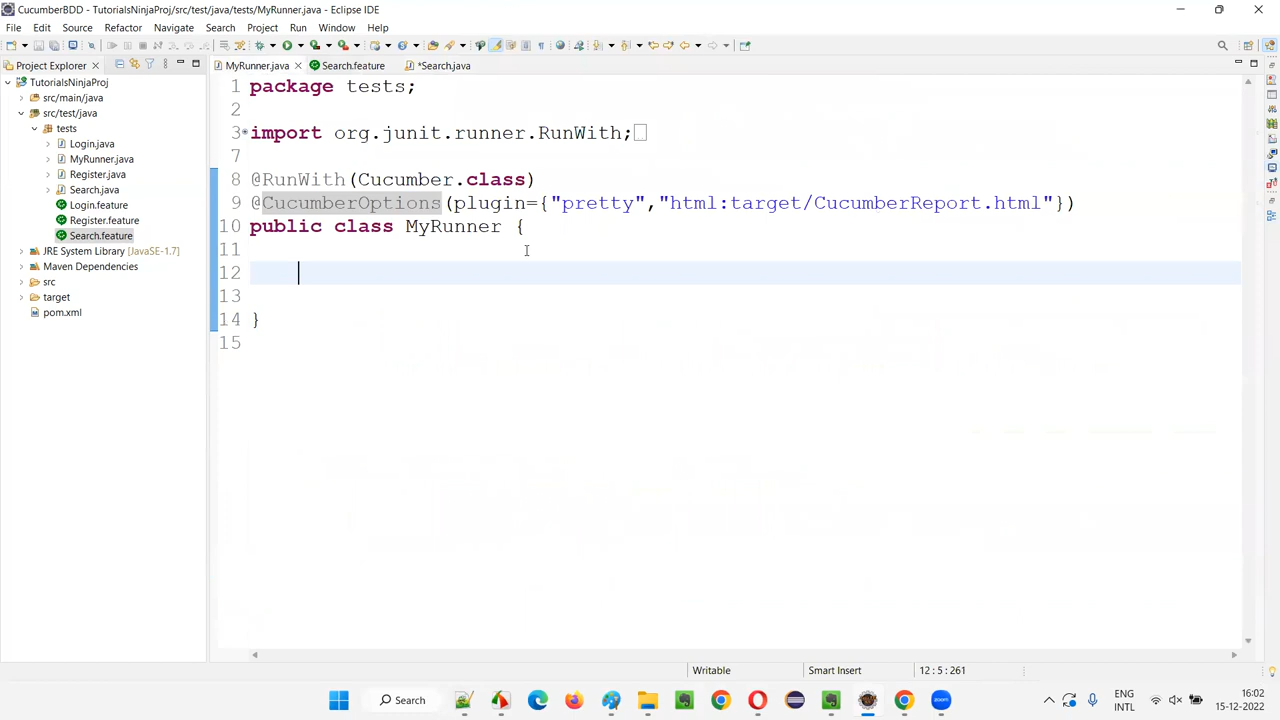 CucumberBDD - TutorialsNinjaProj/src/test/java/tests/MyRunner.java - Eclipse IDE
File Edit Source Refactor Navigate Search Project Run Window Help
Project Explorer
MyRunner.java
Search.feature
*Search.java
TutorialsNinjaProj
src/main/java
src/test/java
tests
Login.java
MyRunner.java
Register.java
Search.java
Login.feature
Register.feature
Search.feature
JRE System Library [JavaSE-1.7]
Maven Dependencies
src
target
pom.xml
1 package tests;
2
3 import org.junit.runner.RunWith;
7
8 @RunWith(Cucumber.class)
9 @CucumberOptions(plugin={"pretty","html:target/CucumberReport.html"})
10 public class MyRunner {
11
12
13
14 }
15
Writable Smart Insert 12:5:261
Search
zoom
ENG
INTL
16:02
15-12-2022